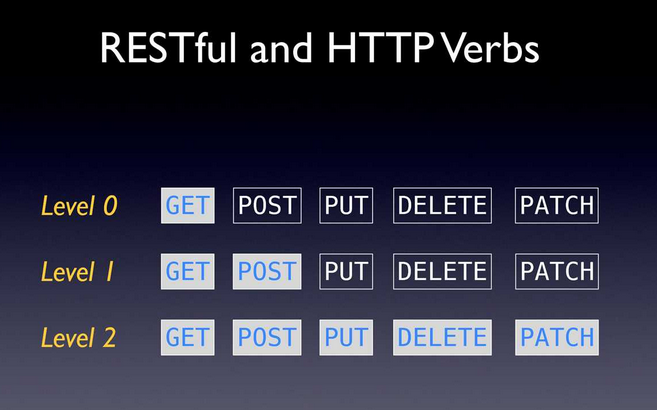 RESTful and HTTP Verbs
Level 0 GET POST PUT DELETE PATCH
Level 1 GET POST PUT DELETE PATCH
Level 2 GET POST PUT DELETE PATCH